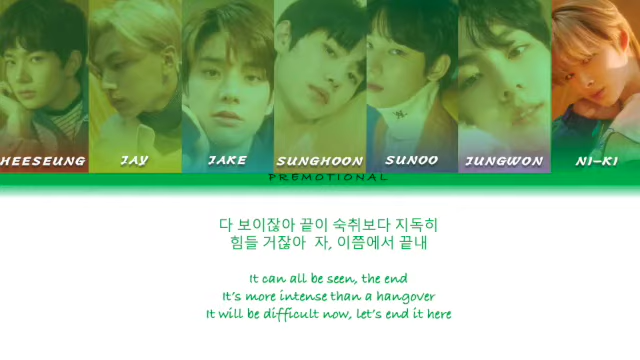 HEESEUNG JAY JAKE SUNGHOON SUNOO JUNGWON NI-KI
PREMOTIONAL
다 보이잖아 끝이 숙취보다 지독히
힘들 거잖아 자, 이쯤에서 끝내
It can all be seen, the end
It's more intense than a hangover
It will be difficult now, let's end it here